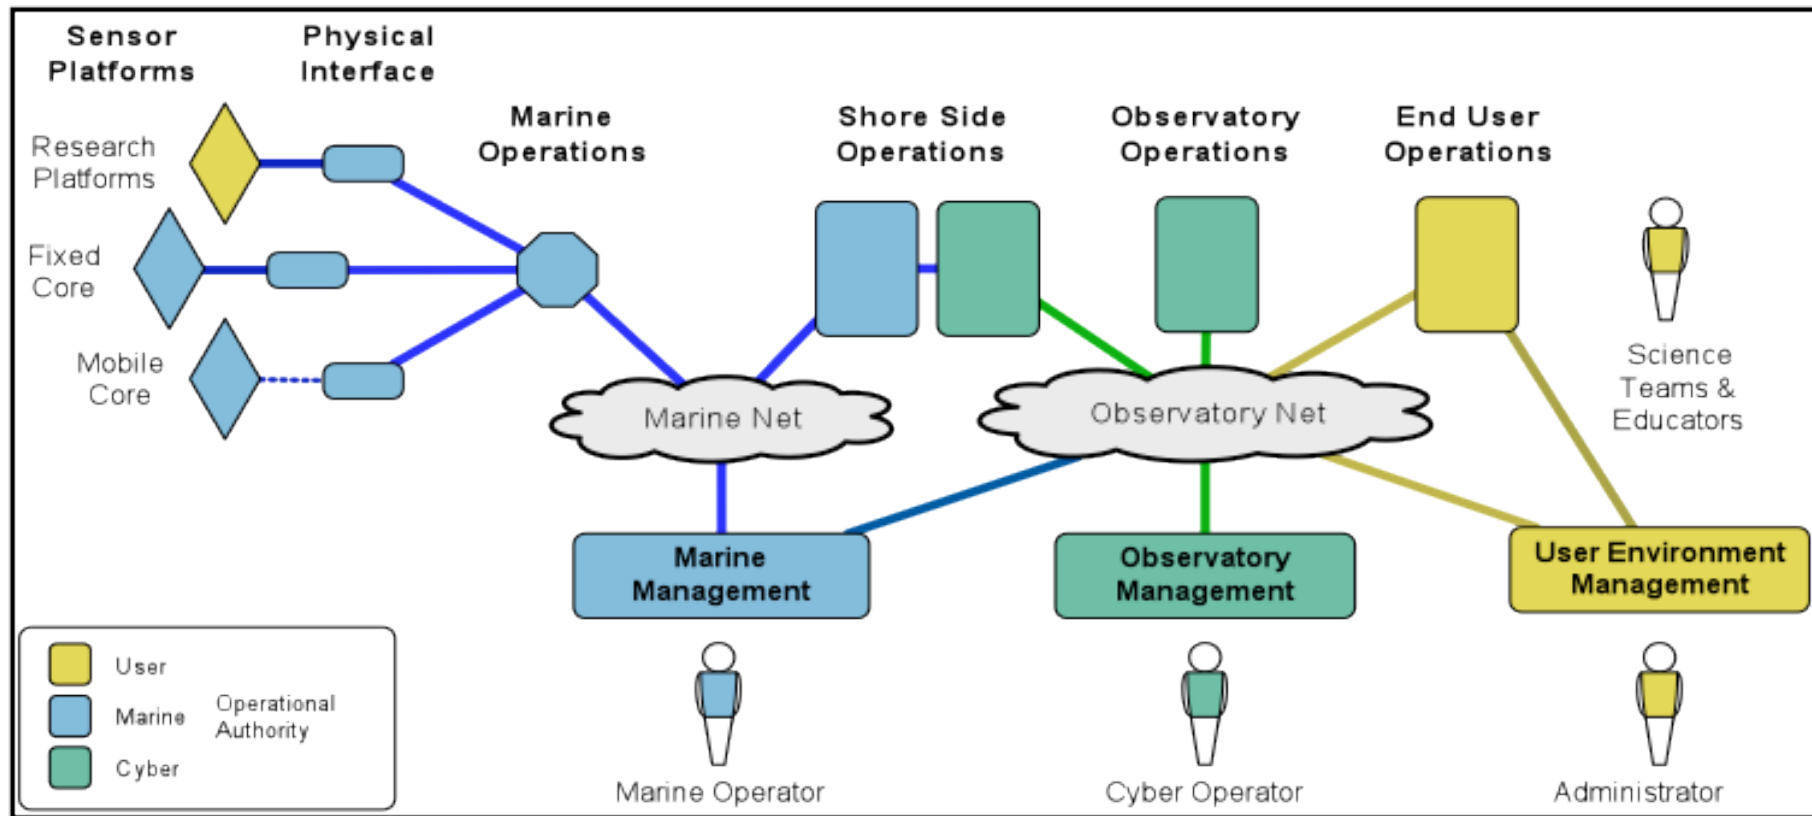 Sensor
Platforms
Physical
Interface
Marine
Operations
Shore Side
Operations
Observatory
Operations
End User
Operations
Research
Platforms
Fixed
Core
Mobile
Core
Marine Net
Observatory Net
Science
Teams &
Educators
Marine
Management
Observatory
Management
User Environment
Management
User
Marine
Cyber
Operational
Authority
Marine Operator
Cyber Operator
Administrator